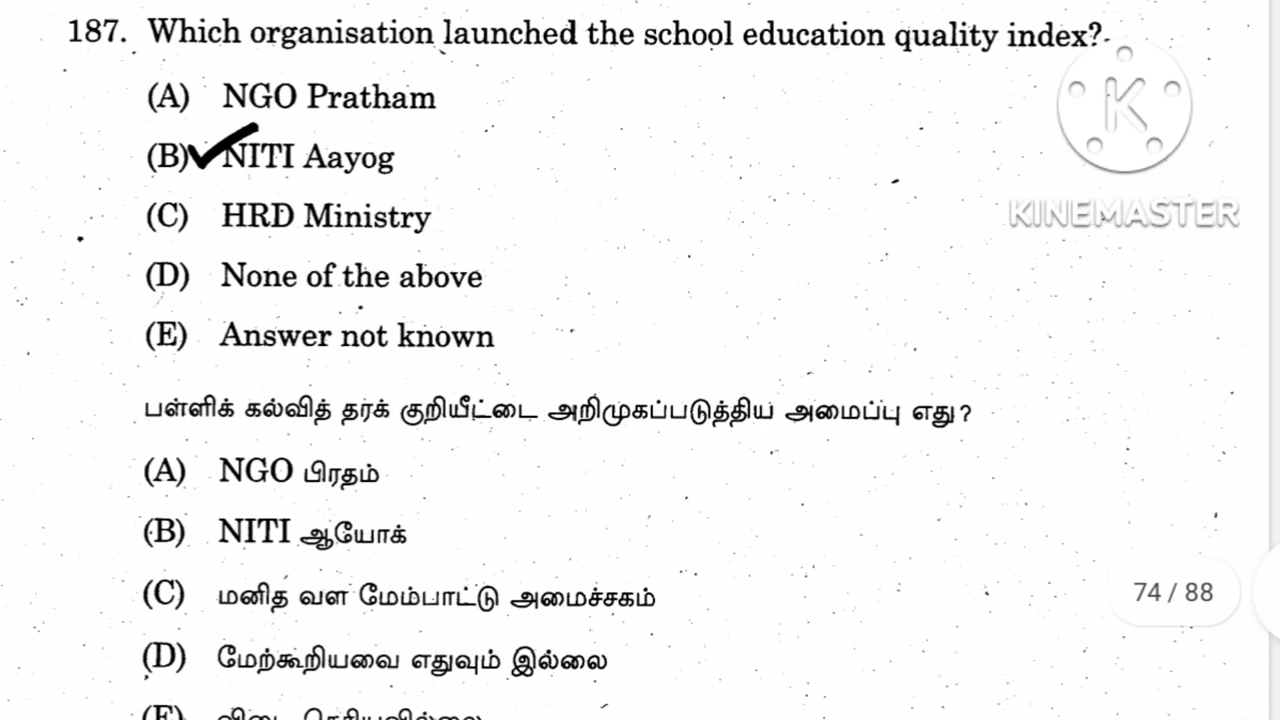 187. Which organisation launched the school education quality index?
(A) NGO Pratham
(B) NITI Aayog
(C) HRD Ministry
(D) None of the above
(E) Answer not known
பள்ளிக் கல்வித் தரக் குறியீட்டை அறிமுகப்படுத்திய அமைப்பு எது?
(A) NGO பிரதம்
(B) NITI ஆயோக்
(C) மனித வள மேம்பாட்டு அமைச்சகம்
(D) மேற்கூறியவை எதுவும் இல்லை
(E) விடை தெரியவில்லை
K
KINEMASTER
74 / 88